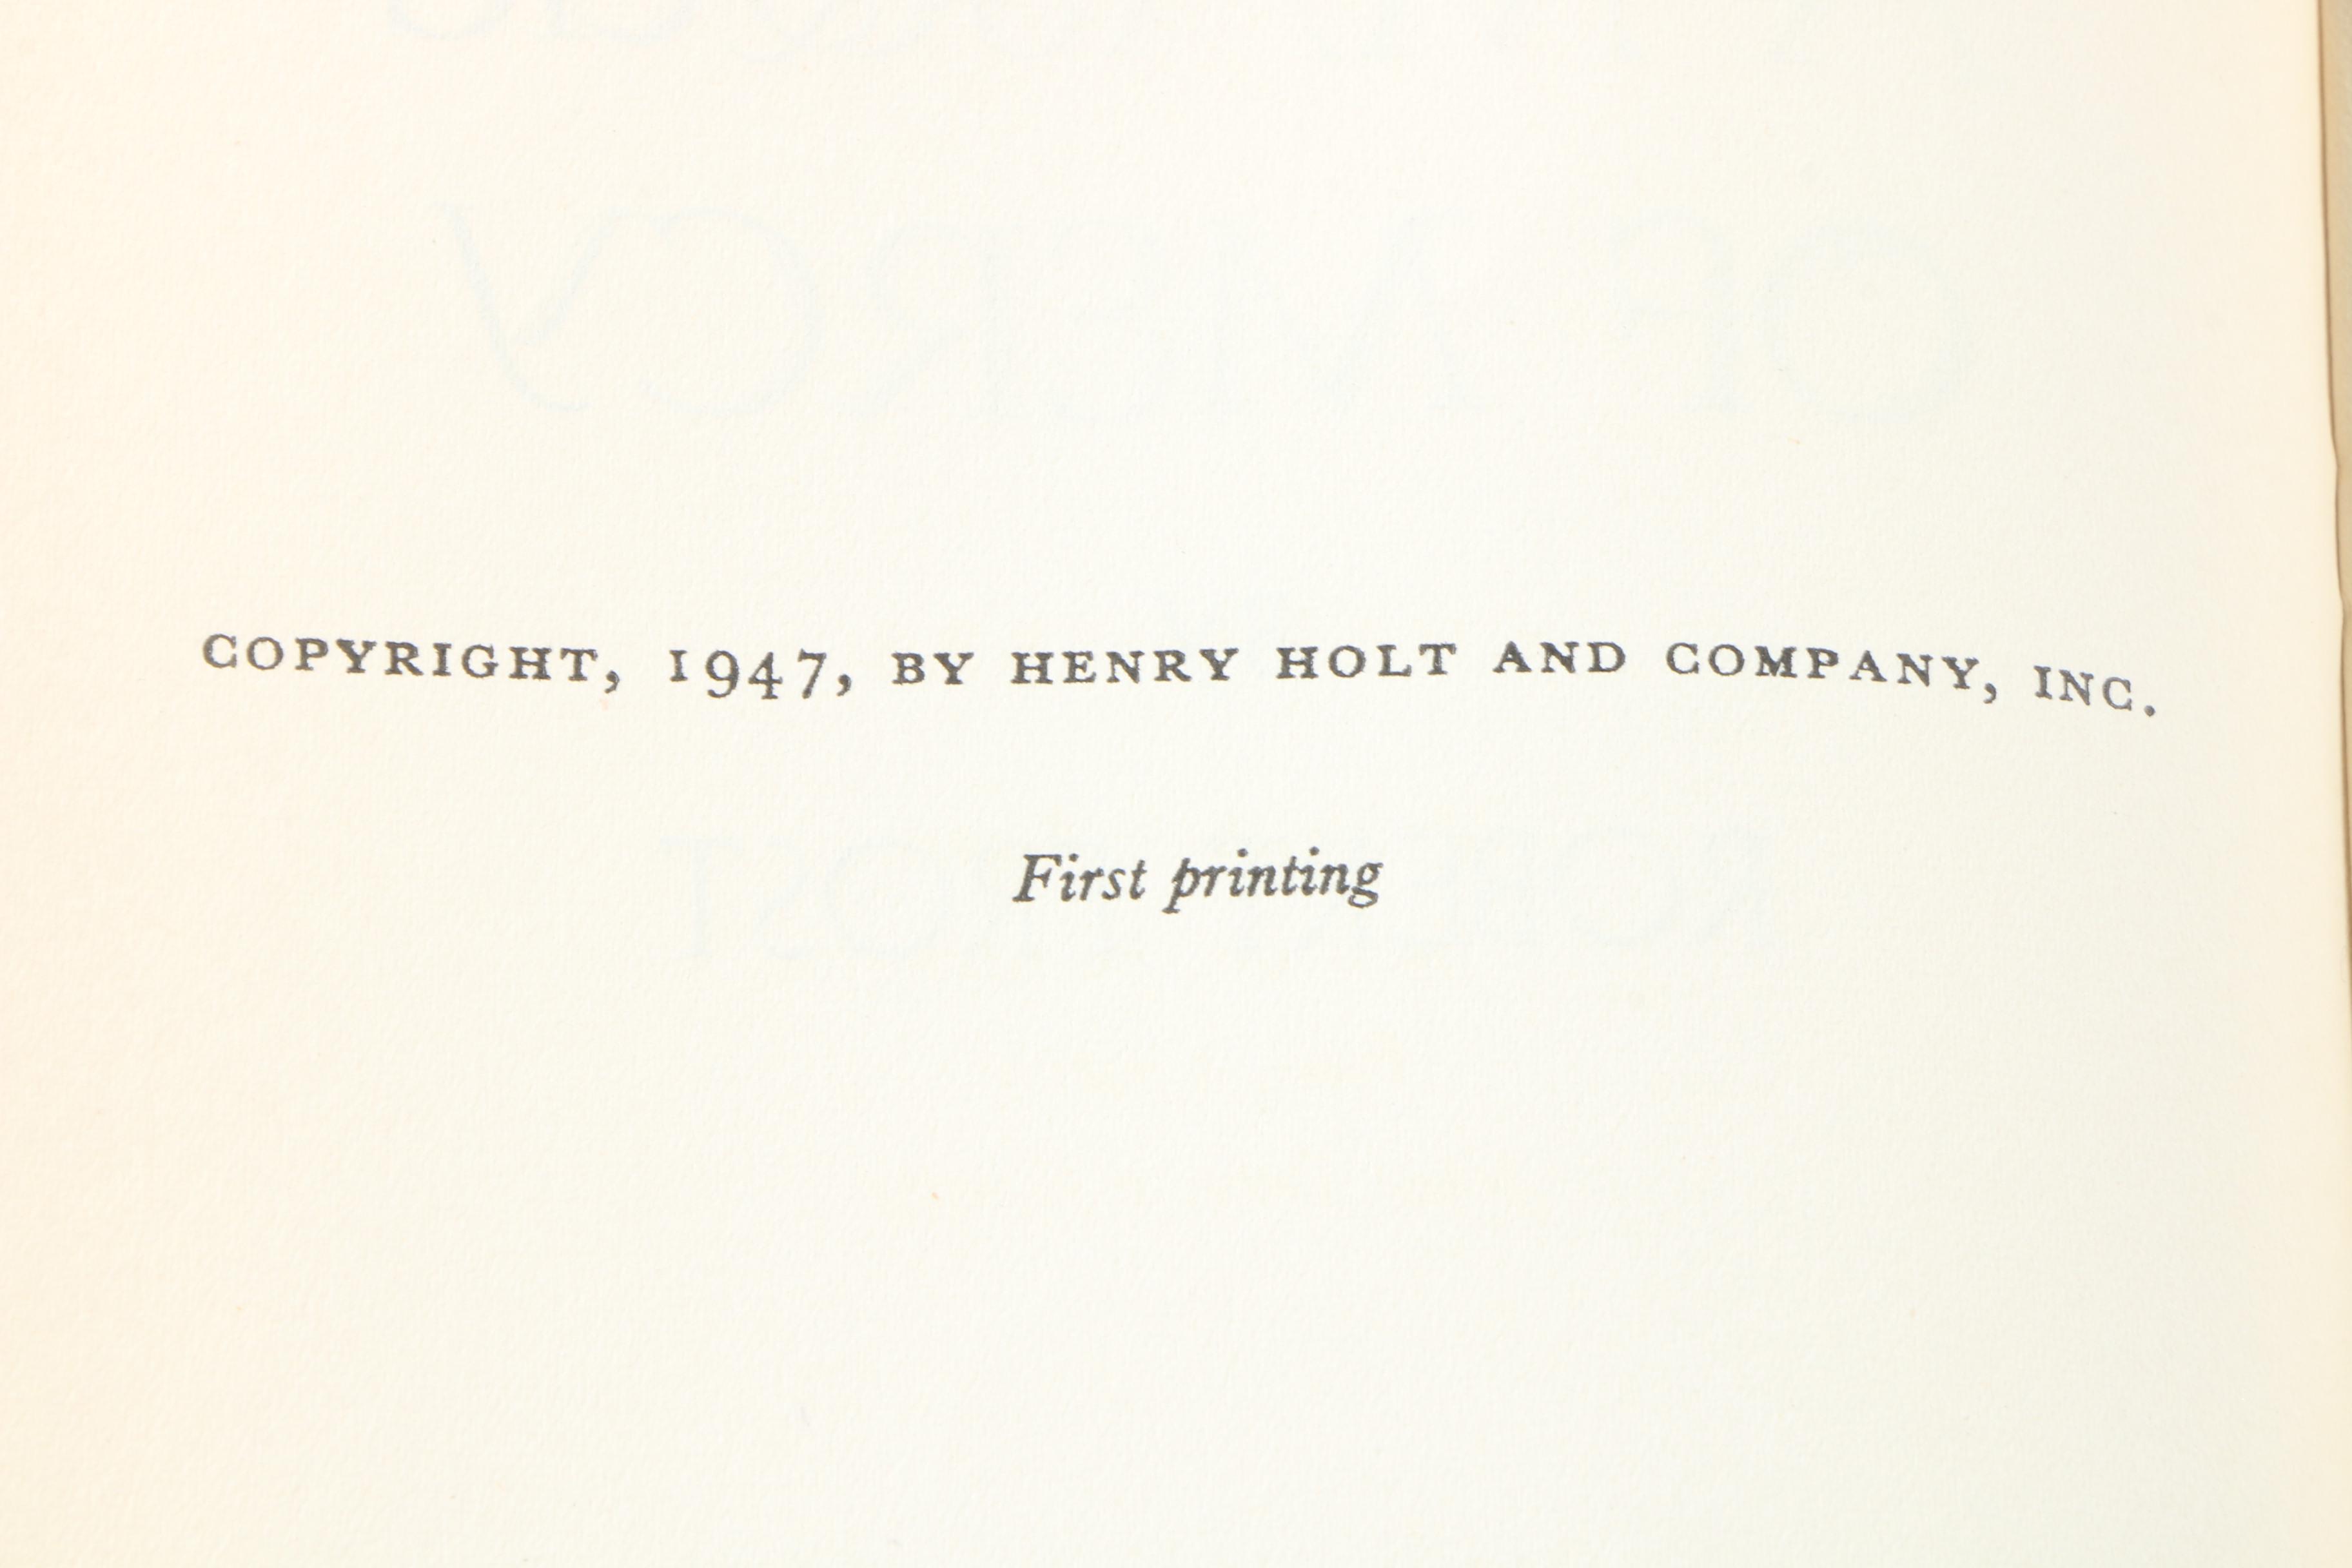 COPYRIGHT, 1947, BY HENRY HOLT AND COMPANY, INC.
First printing